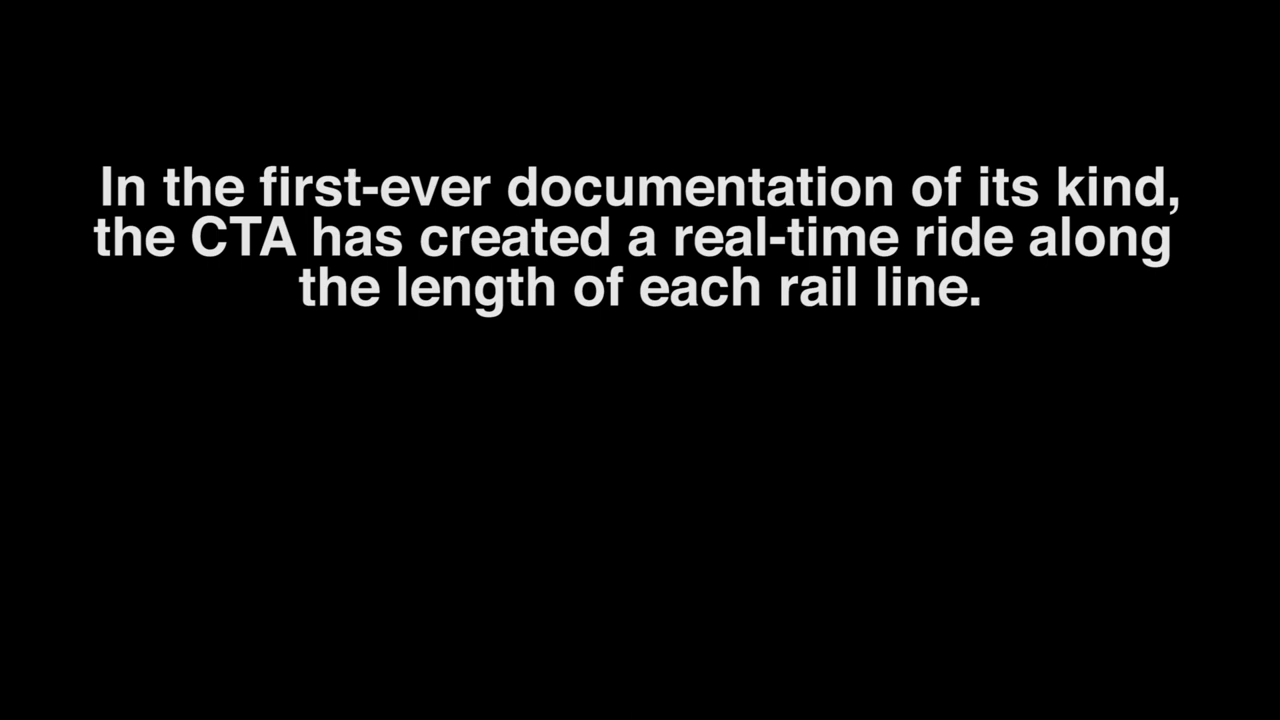 In the first-ever documentation of its kind,
the CTA has created a real-time ride along
the length of each rail line.